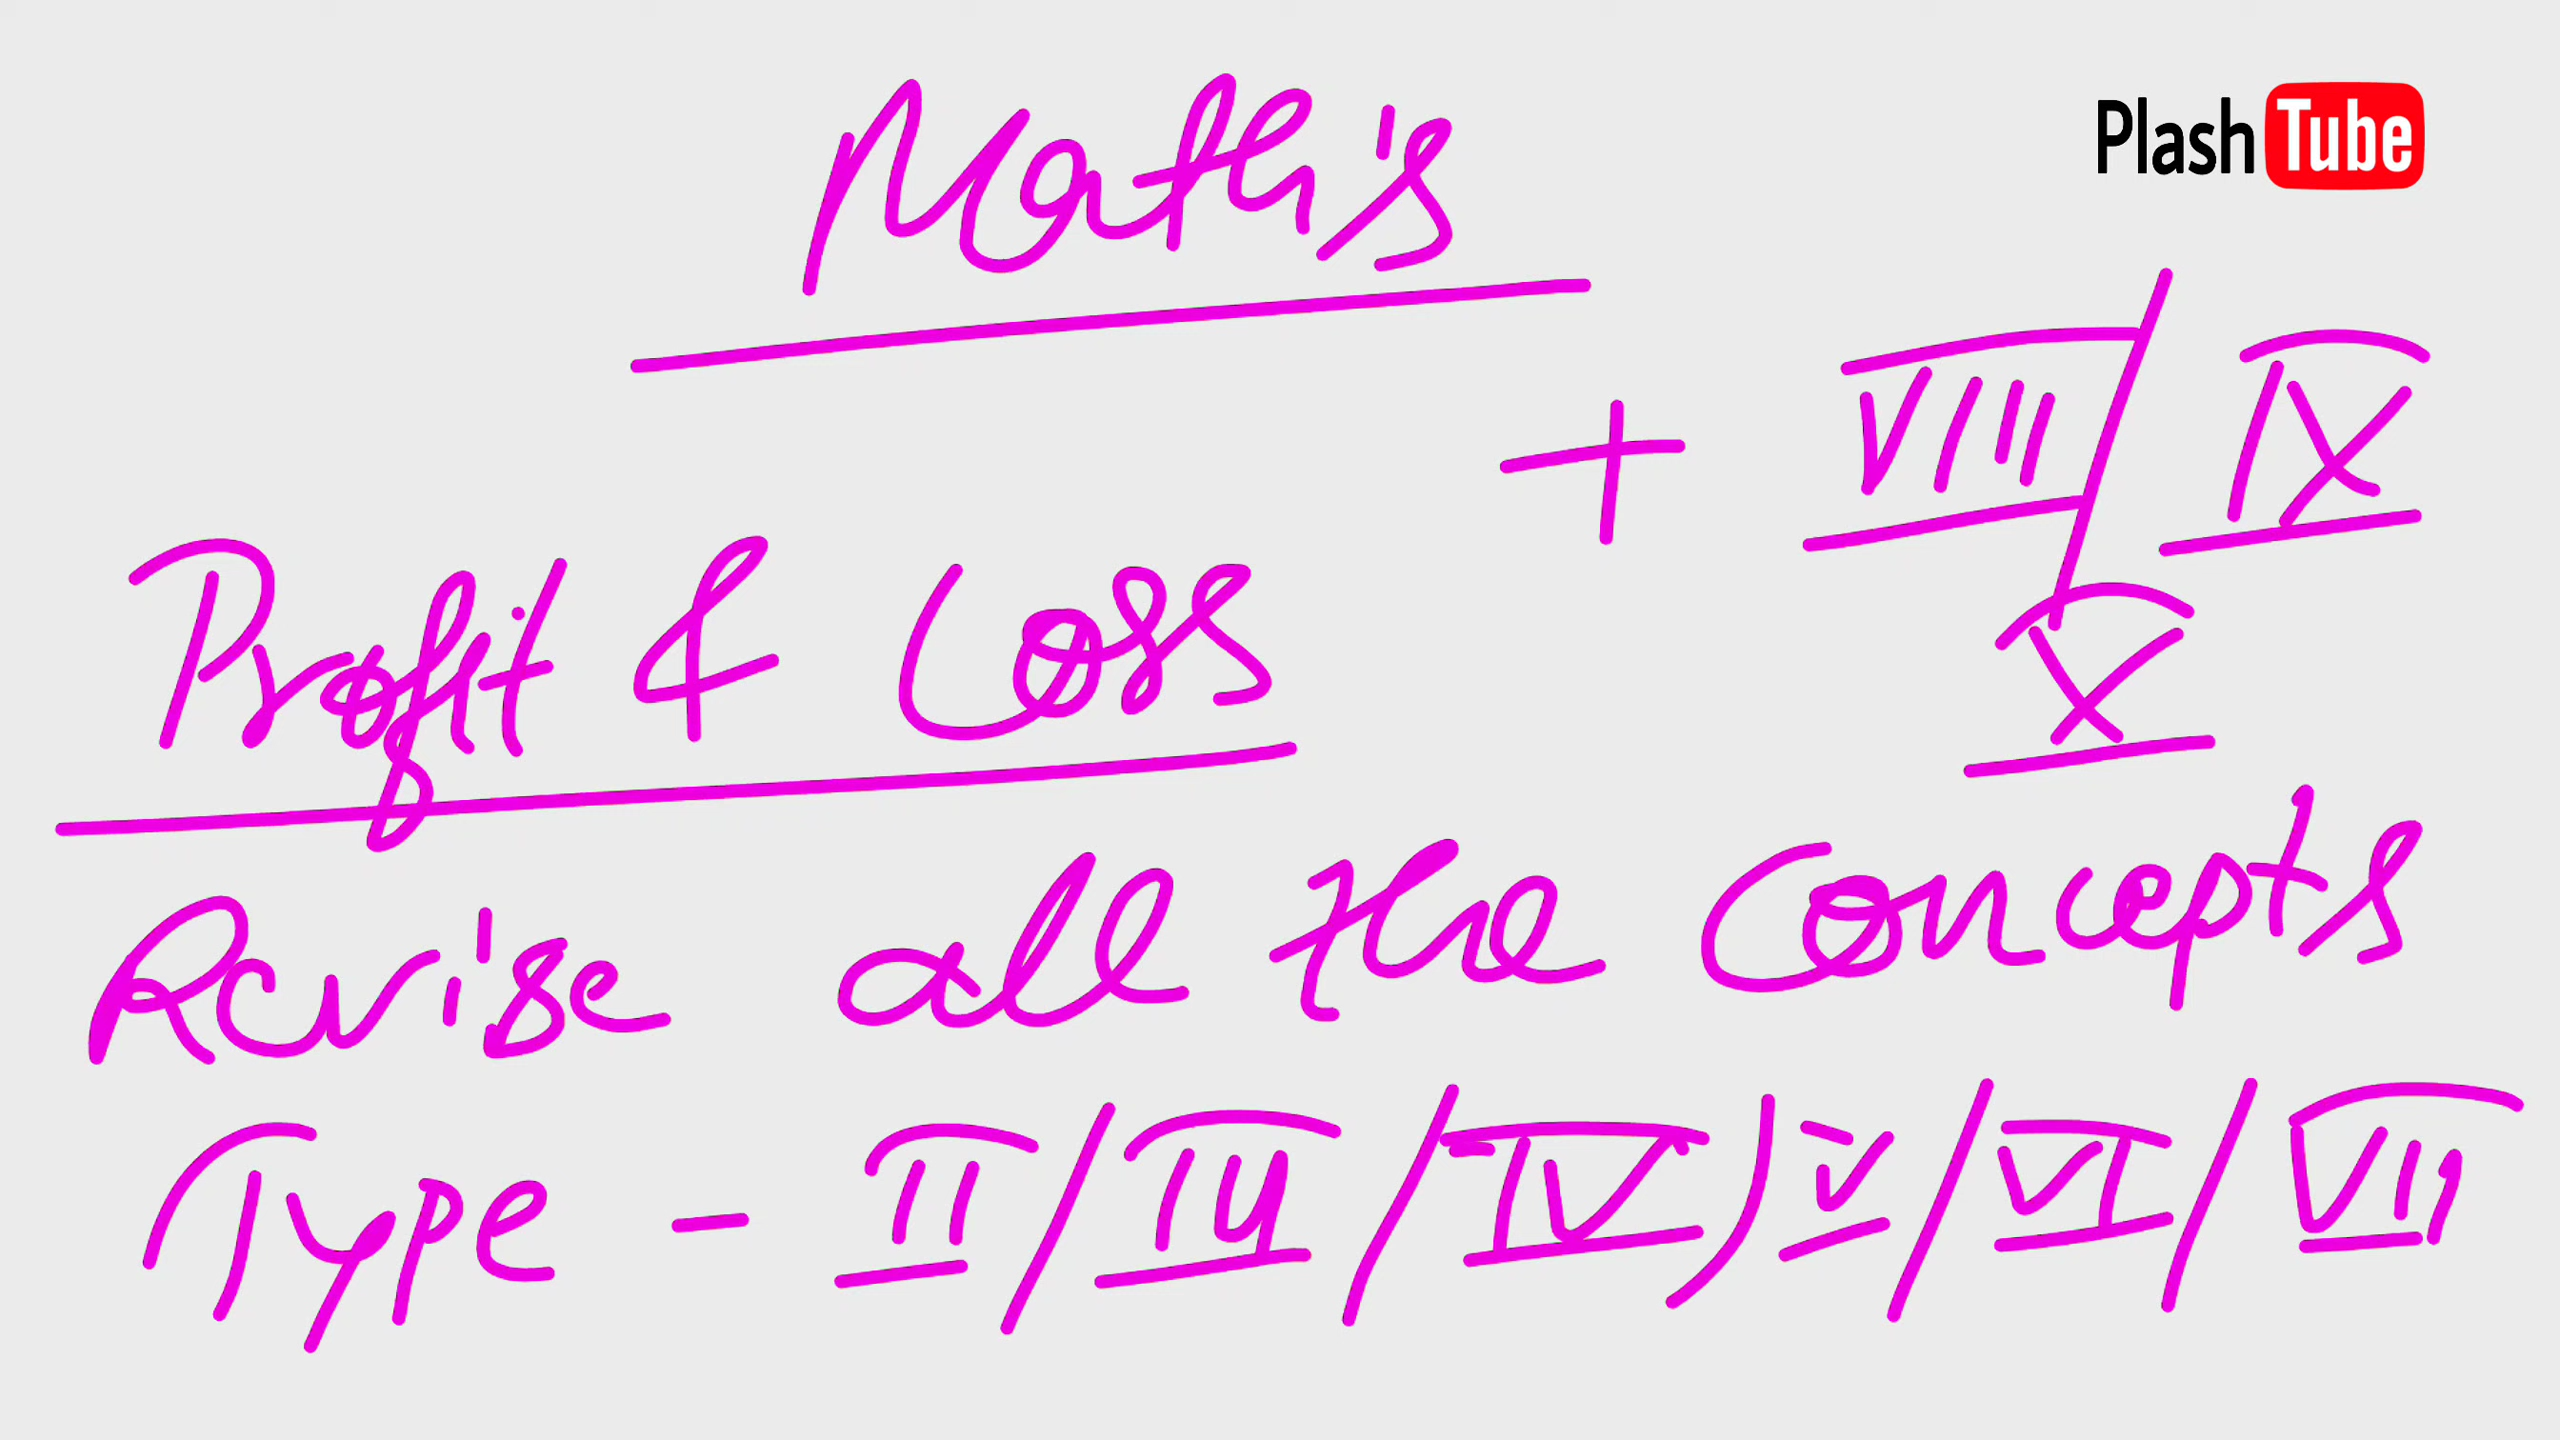 Math's
PlashTube
+ VIII / IX
X
Profit & Loss
Revise all the Concepts
Type - II / III / IV ) V / VI / VII